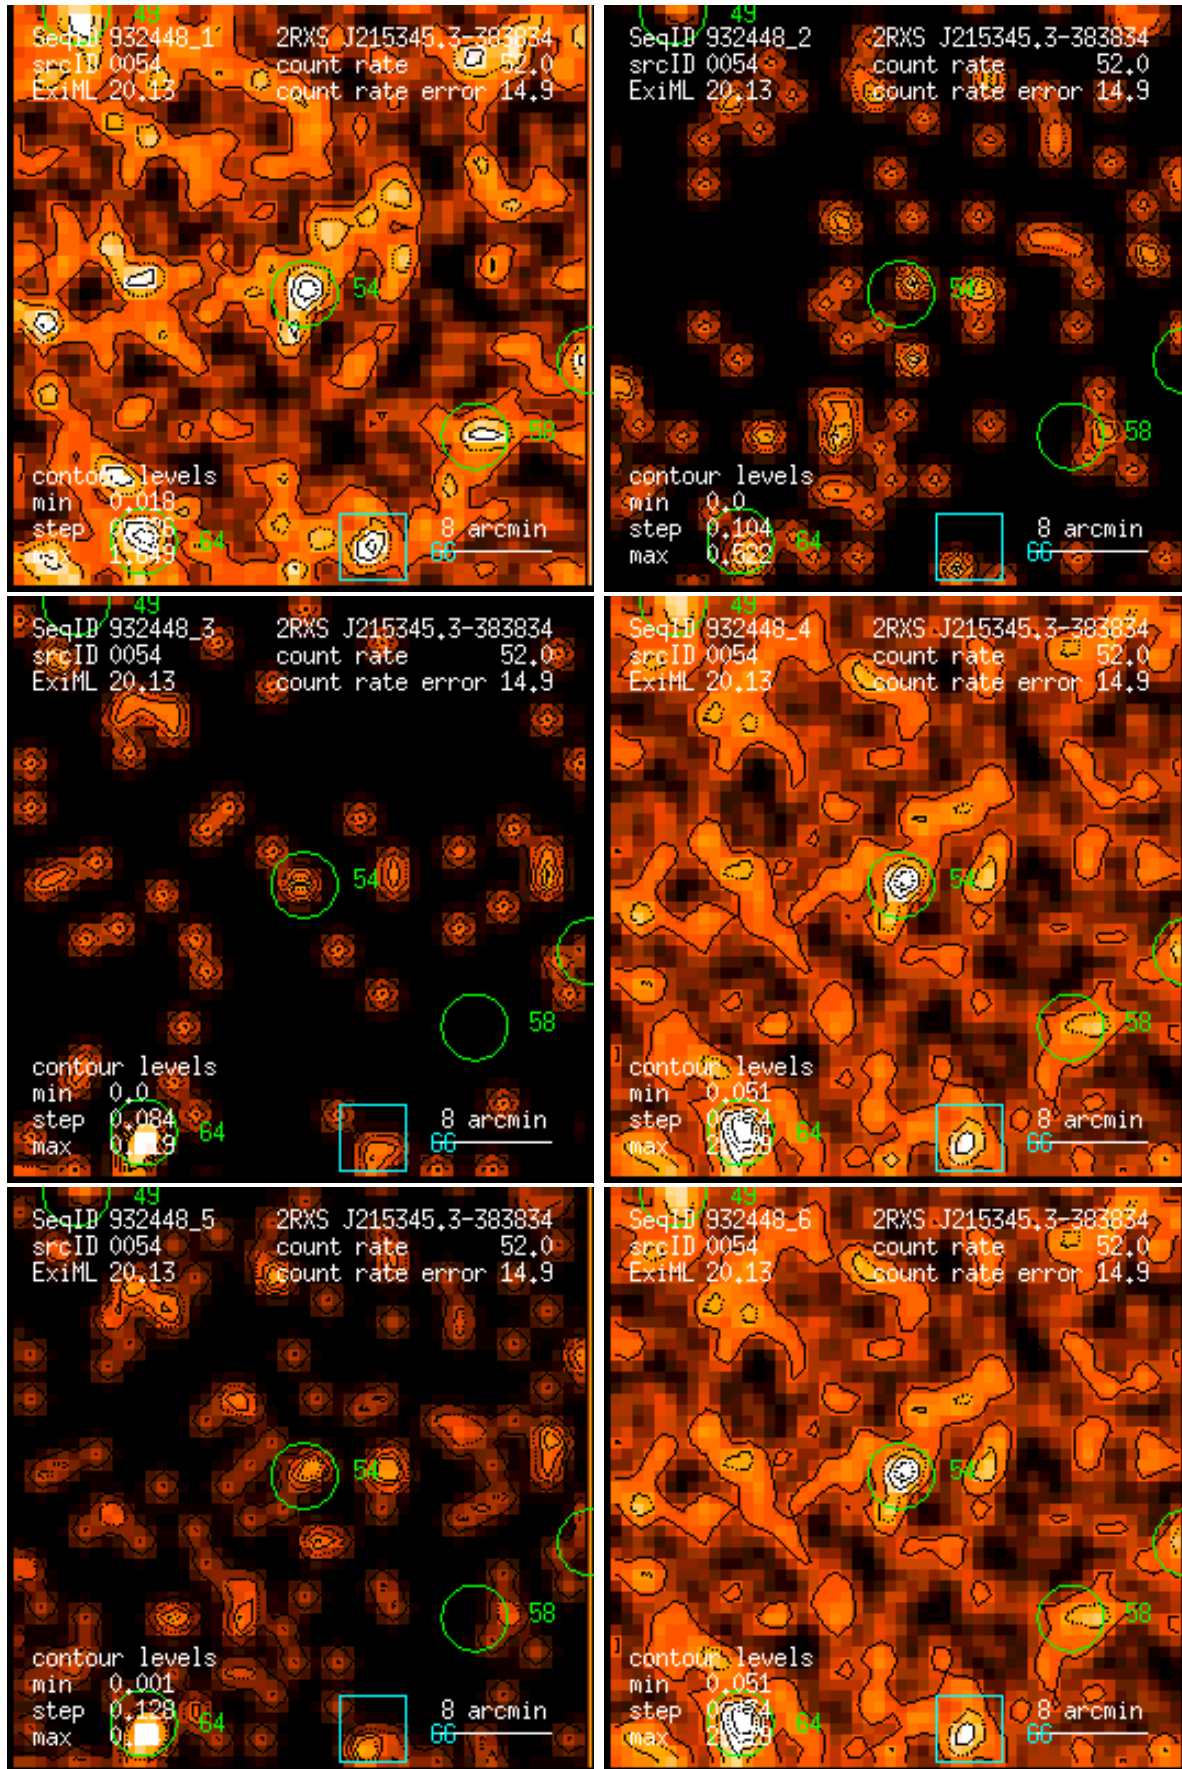 49
SeqID 932448_1 2RXS J215345.3-383834
srcID 0054 count rate 52.0
ExiML 20.13 count rate error 14.9
54
58
contour levels
min 0.018
step
max
64
8 arcmin
66
49
SeqID 932448_2 2RXS J215345.3-383834
srcID 0054 count rate 52.0
ExiML 20.13 count rate error 14.9
54
58
contour levels
min 0.0
step 0.104
max 0.522
64
8 arcmin
66
49
SeqID 932448_3 2RXS J215345.3-383834
srcID 0054 count rate 52.0
ExiML 20.13 count rate error 14.9
54
58
contour levels
min 0.0
step 0.084
max
64
8 arcmin
66
49
SeqID 932448_4 2RXS J215345.3-383834
srcID 0054 count rate 52.0
ExiML 20.13 count rate error 14.9
54
58
contour levels
min 0.051
step
max
64
8 arcmin
66
49
SeqID 932448_5 2RXS J215345.3-383834
srcID 0054 count rate 52.0
ExiML 20.13 count rate error 14.9
54
58
contour levels
min 0.001
step 0.128
max
64
8 arcmin
66
49
SeqID 932448_6 2RXS J215345.3-383834
srcID 0054 count rate 52.0
ExiML 20.13 count rate error 14.9
54
58
contour levels
min 0.051
step
max
64
8 arcmin
66